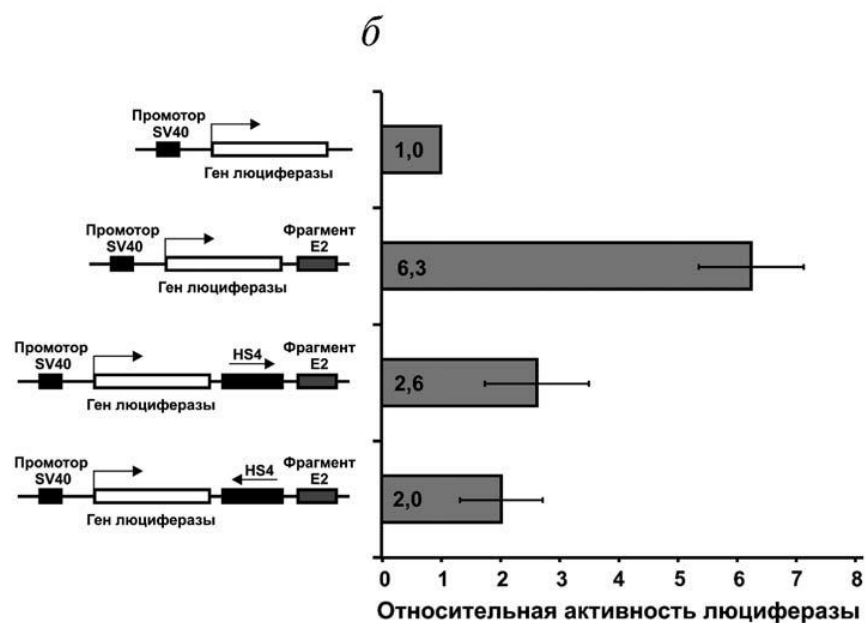 б
Промотор
SV40
Ген люциферазы
1,0
Промотор
SV40
Фрагмент
E2
Ген люциферазы
6,3
Промотор
SV40
HS4
Фрагмент
E2
Ген люциферазы
2,6
Промотор
SV40
HS4
Фрагмент
E2
Ген люциферазы
2,0
0 1 2 3 4 5 6 7 8
Относительная активность люциферазы